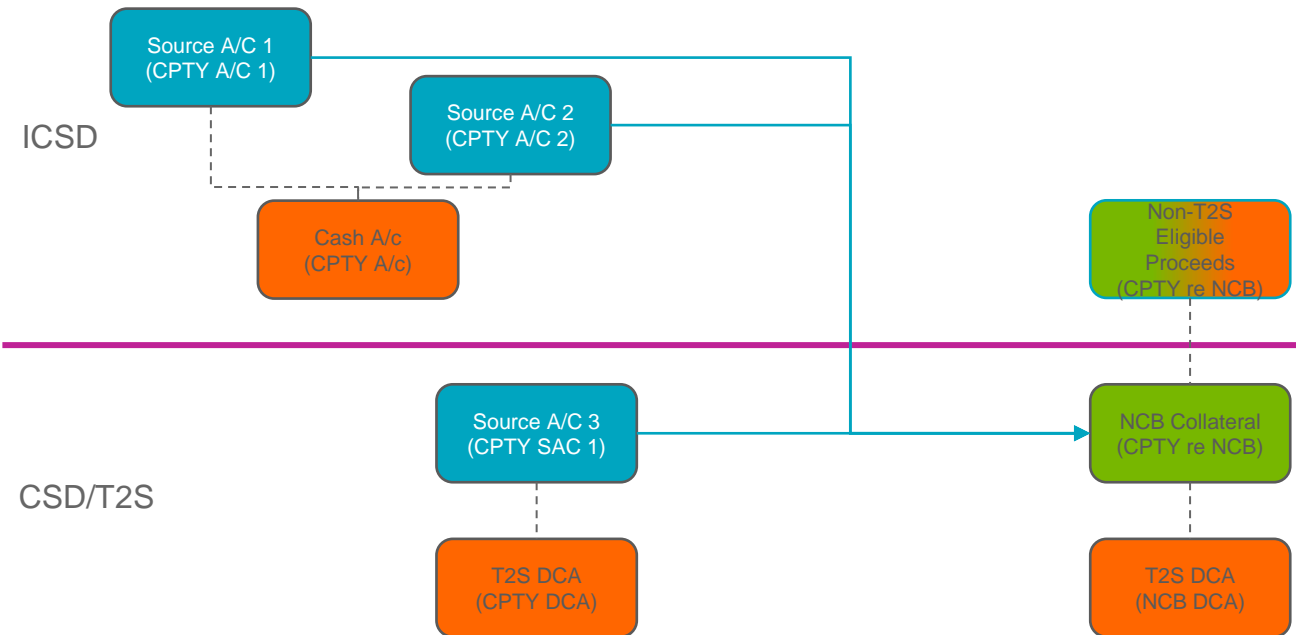 Source A/C 1
(CPTY A/C 1)
Source A/C 2
(CPTY A/C 2)
ICSD
Cash A/c
(CPTY A/c)
Non-T2S
Eligible
Proceeds
(CPTY re NCB)
Source A/C 3
(CPTY SAC 1)
NCB Collateral
(CPTY re NCB)
CSD/T2S
T2S DCA
(CPTY DCA)
T2S DCA
(NCB DCA)